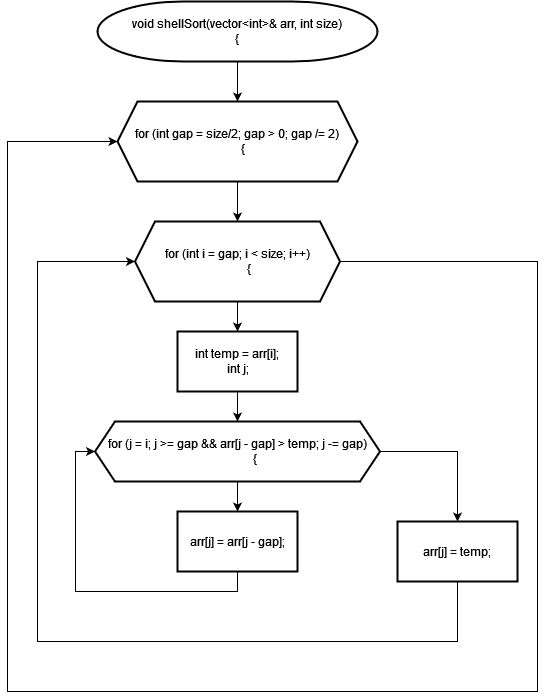 void shellSort(vector<int>& arr, int size)
{
for (int gap = size/2; gap > 0; gap /= 2)
{
for (int i = gap; i < size; i++)
{
int temp = arr[i];
int j;
for (j = i; j >= gap && arr[j - gap] > temp; j -= gap)
{
arr[j] = arr[j - gap];
arr[j] = temp;